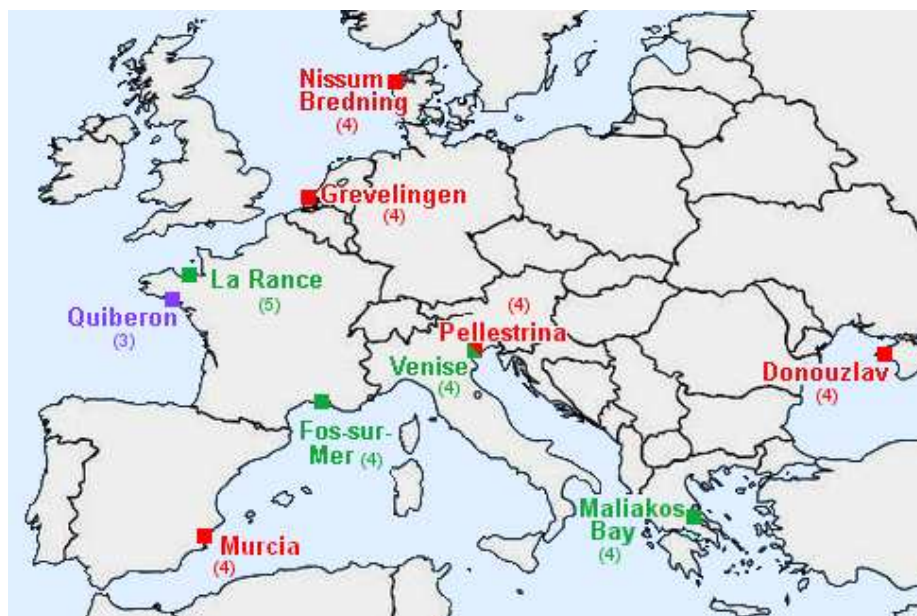 Nissum
Bredning
(4)
Grevelingen
(4)
La Rance
(5)
Quiberon
(3)
(4)
Pellestrina
Venise
(4)
Donouzlav
(4)
Fos-sur-
Mer (4)
Maliakos
Bay
(4)
Murcia
(4)